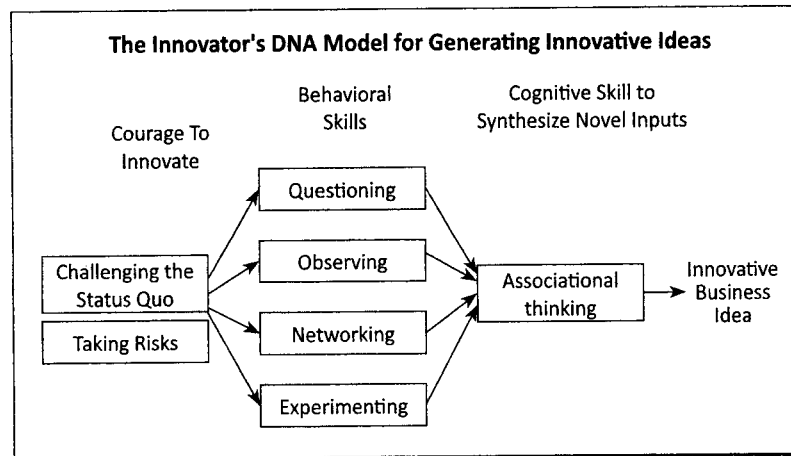 The Innovator's DNA Model for Generating Innovative Ideas
Courage To
Innovate
Behavioral
Skills
Cognitive Skill to
Synthesize Novel Inputs
Challenging the
Status Quo
Taking Risks
Questioning
Observing
Networking
Experimenting
Associational
thinking
Innovative
Business
Idea